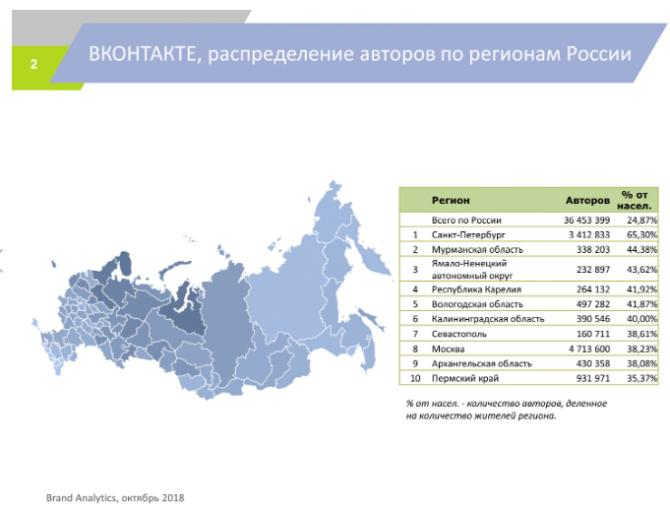 2
ВКОНТАКТЕ, распределение авторов по регионам России
Регион Авторов % от насел.
Всего по России 36 453 399 24,87%
1 Санкт-Петербург 3 412 833 65,30%
2 Мурманская область 338 203 44,38%
3 Ямало-Ненецкий автономный округ 232 897 43,62%
4 Республика Карелия 264 132 41,92%
5 Вологодская область 497 282 41,87%
6 Калининградская область 390 546 40,00%
7 Севастополь 160 711 38,61%
8 Москва 4 713 600 38,23%
9 Архангельская область 430 358 38,08%
10 Пермский край 931 971 35,37%
% от насел. - количество авторов, деленное
на количество жителей региона.
Brand Analytics, октябрь 2018